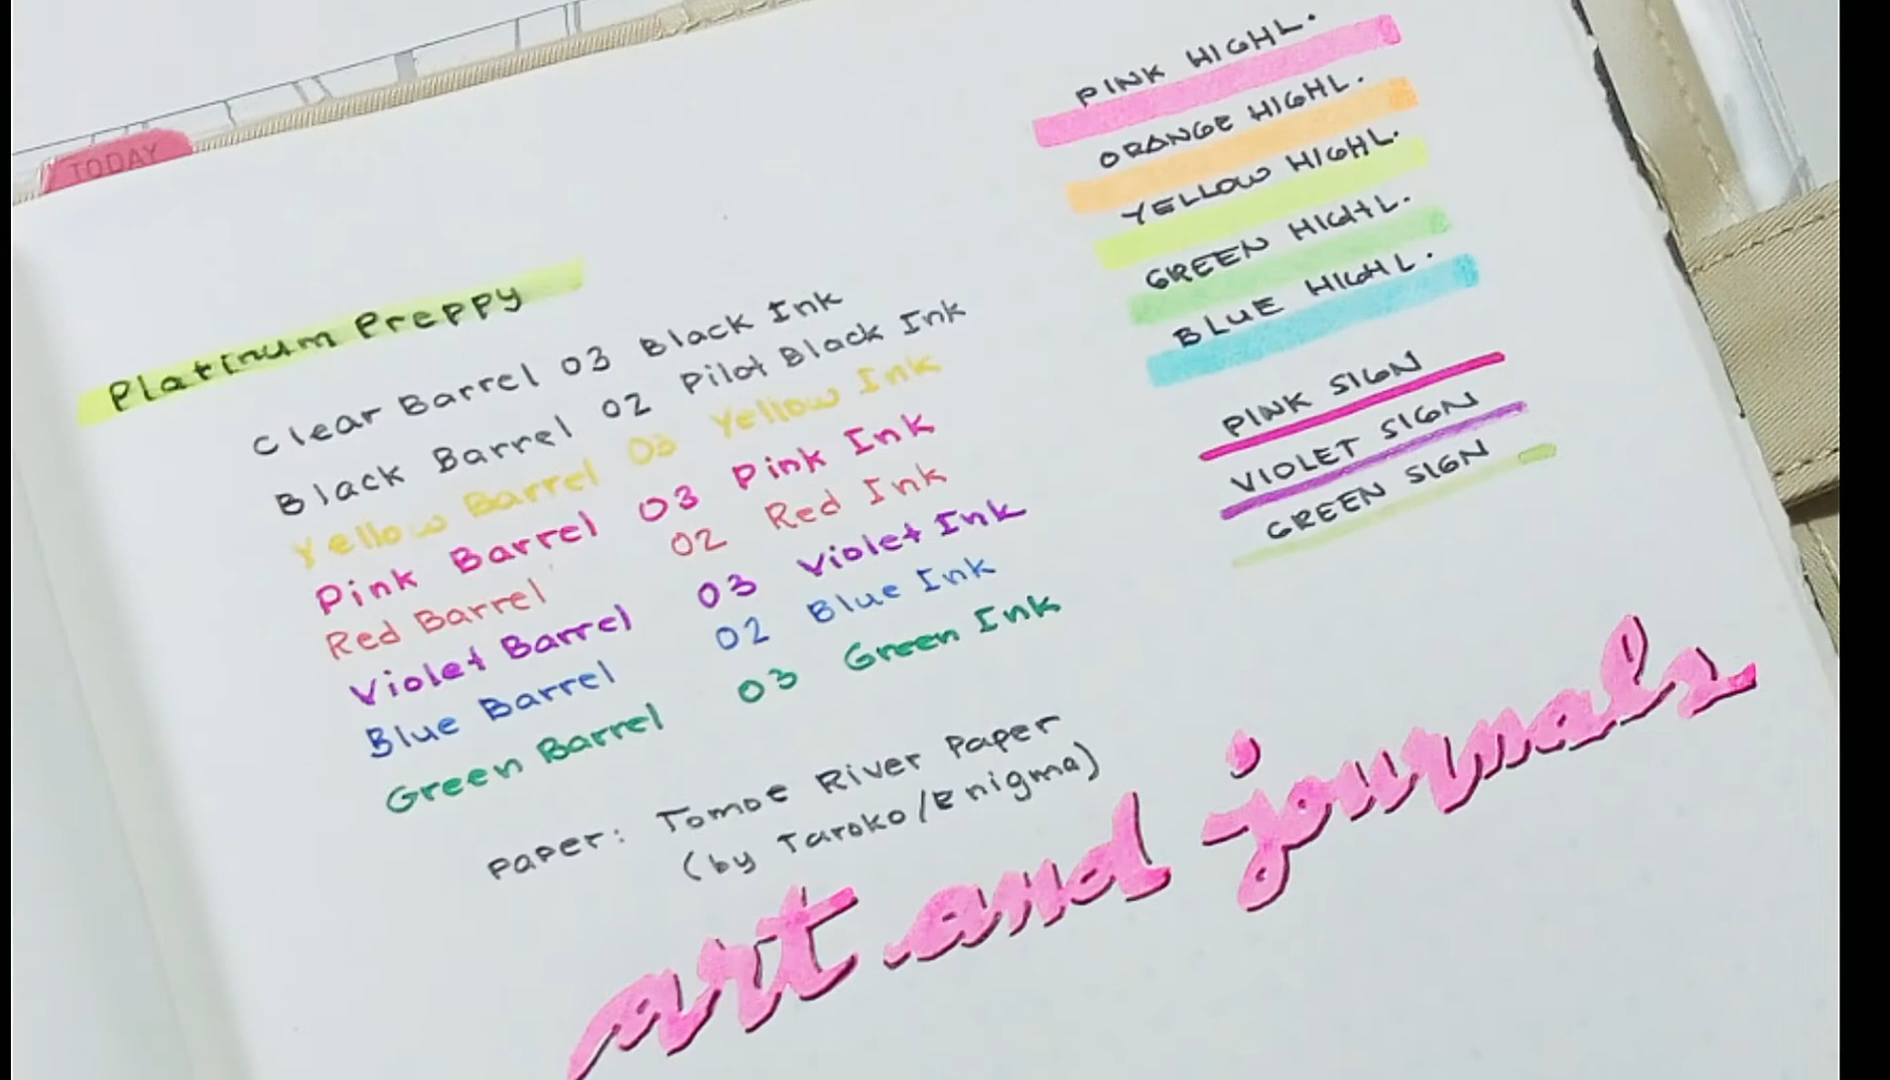 TODAY
Platinum Preppy
Clear Barrel 03 Black Ink
Black Barrel 02 Pilot Black Ink
Yellow Barrel 03 Yellow Ink
Pink Barrel 03 Pink Ink
Red Barrel 02 Red Ink
Violet Barrel 03 Violet Ink
Blue Barrel 02 Blue Ink
Green Barrel 03 Green Ink
Paper: Tomoe River Paper
(by Taroko/Enigma)
PINK HIGHL.
ORANGE HIGHL.
YELLOW HIGHL.
GREEN HIGHL.
BLUE HIGHL.
PINK SIGN
VIOLET SIGN
GREEN SIGN
art and journals